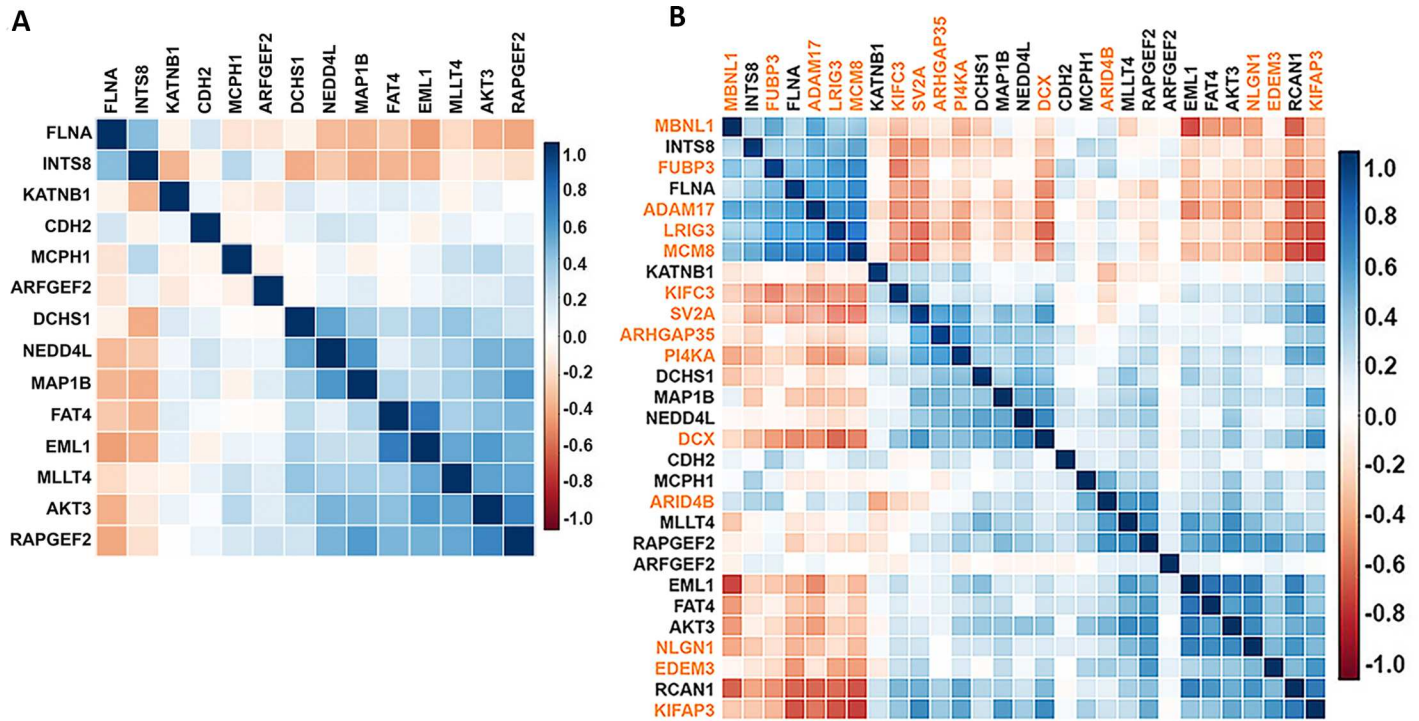 A
FLNA
INTS8
KATNB1
CDH2
MCPH1
ARFGEF2
DCHS1
NEDD4L
MAP1B
FAT4
EML1
MLLT4
AKT3
RAPGEF2
FLNA
INTS8
KATNB1
CDH2
MCPH1
ARFGEF2
DCHS1
NEDD4L
MAP1B
FAT4
EML1
MLLT4
AKT3
RAPGEF2
1.0
0.8
0.6
0.4
0.2
0.0
-0.2
-0.4
-0.6
-0.8
-1.0
B
MBNL1
INTS8
FUBP3
FLNA
ADAM17
LRIG3
MCM8
KATNB1
KIFC3
SV2A
ARHGAP35
PI4KA
DCHS1
MAP1B
NEDD4L
DCX
CDH2
MCPH1
ARID4B
MLLT4
RAPGEF2
ARFGEF2
EML1
FAT4
AKT3
NLGN1
EDEM3
RCAN1
KIFAP3
MBNL1
INTS8
FUBP3
FLNA
ADAM17
LRIG3
MCM8
KATNB1
KIFC3
SV2A
ARHGAP35
PI4KA
DCHS1
MAP1B
NEDD4L
DCX
CDH2
MCPH1
ARID4B
MLLT4
RAPGEF2
ARFGEF2
EML1
FAT4
AKT3
NLGN1
EDEM3
RCAN1
KIFAP3
1.0
0.8
0.6
0.4
0.2
0.0
-0.2
-0.4
-0.6
-0.8
-1.0